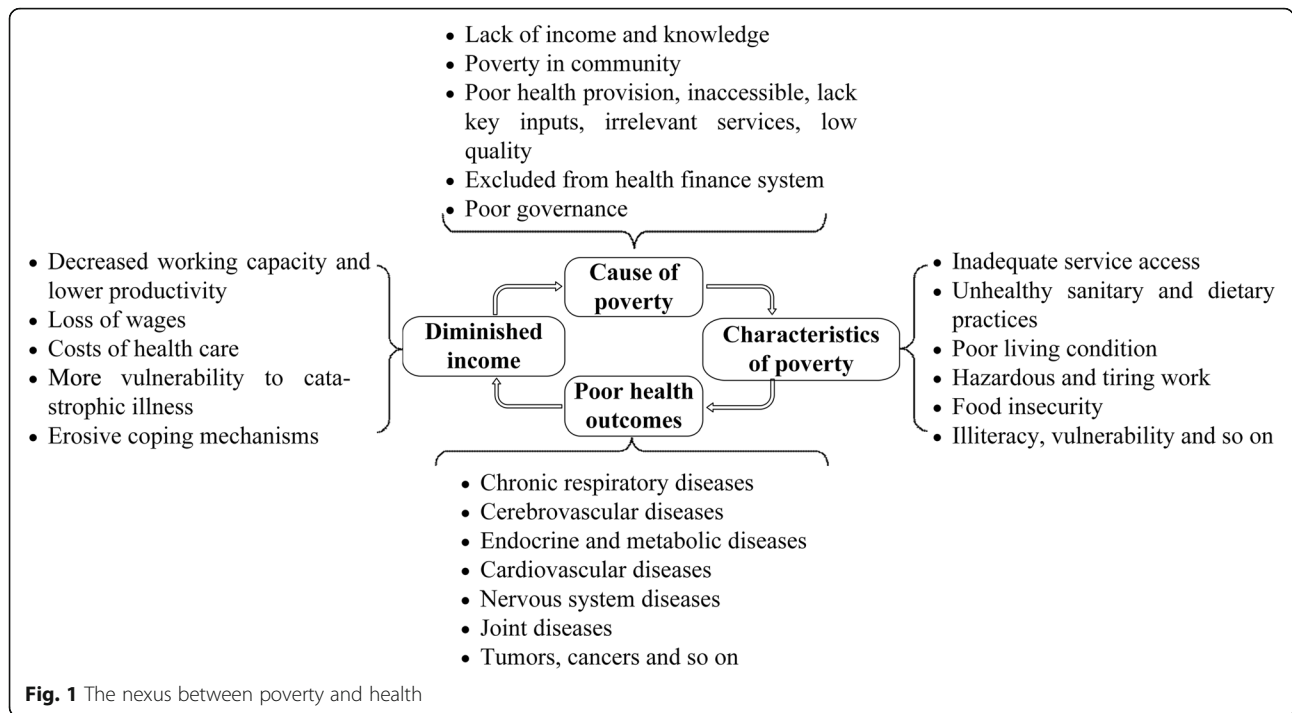 • Lack of income and knowledge
• Poverty in community
• Poor health provision, inaccessible, lack
key inputs, irrelevant services, low
quality
• Excluded from health finance system
• Poor governance
• Decreased working capacity and
lower productivity
• Loss of wages
• Costs of health care
• More vulnerability to cata-
strophic illness
• Erosive coping mechanisms
Cause of
poverty
Diminished
income
Characteristics
of poverty
Poor health
outcomes
• Inadequate service access
• Unhealthy sanitary and dietary
practices
• Poor living condition
• Hazardous and tiring work
• Food insecurity
• Illiteracy, vulnerability and so on
• Chronic respiratory diseases
• Cerebrovascular diseases
• Endocrine and metabolic diseases
• Cardiovascular diseases
• Nervous system diseases
• Joint diseases
• Tumors, cancers and so on
Fig. 1 The nexus between poverty and health